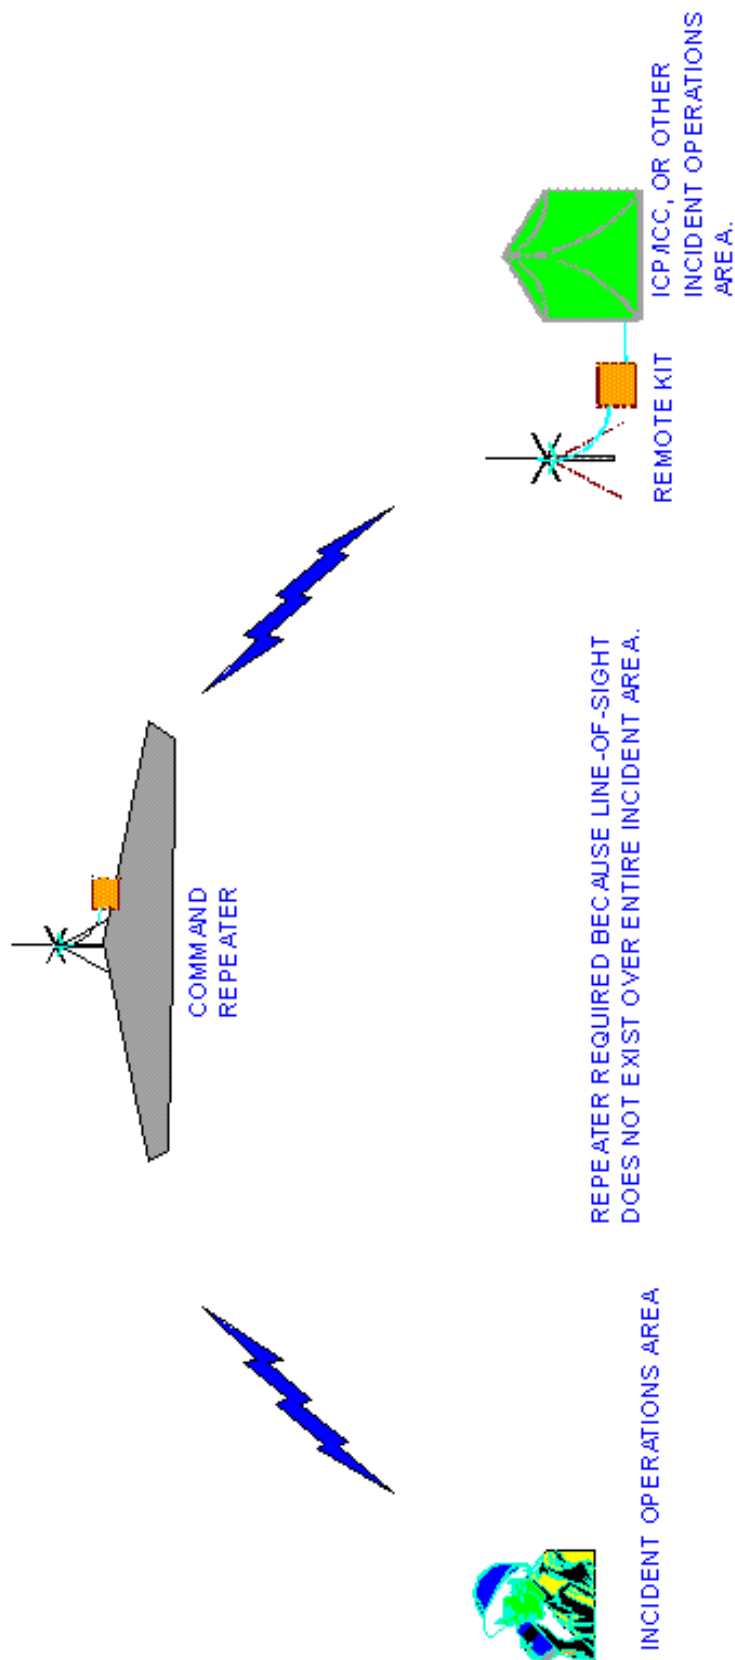 COMMAND
REPEATER
INCIDENT OPERATIONS AREA
REPEATER REQUIRED BECAUSE LINE-OF-SIGHT
DOES NOT EXIST OVER ENTIRE INCIDENT AREA.
REMOTE KIT
ICP/ICC, OR OTHER
INCIDENT OPERATIONS
AREA.